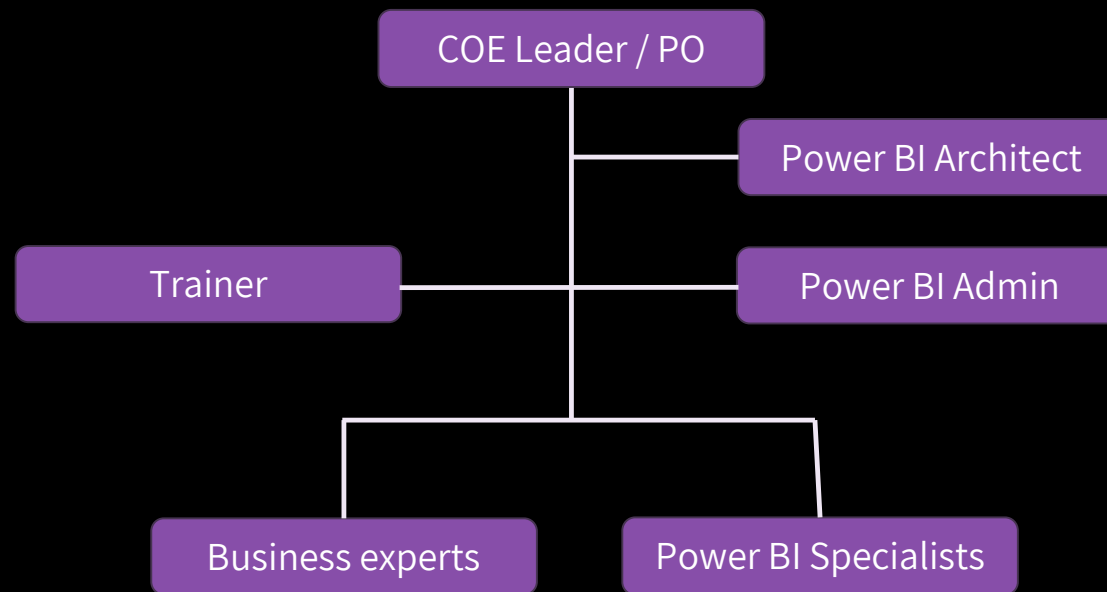 COE Leader / PO
Power BI Architect
Trainer
Power BI Admin
Business experts
Power BI Specialists